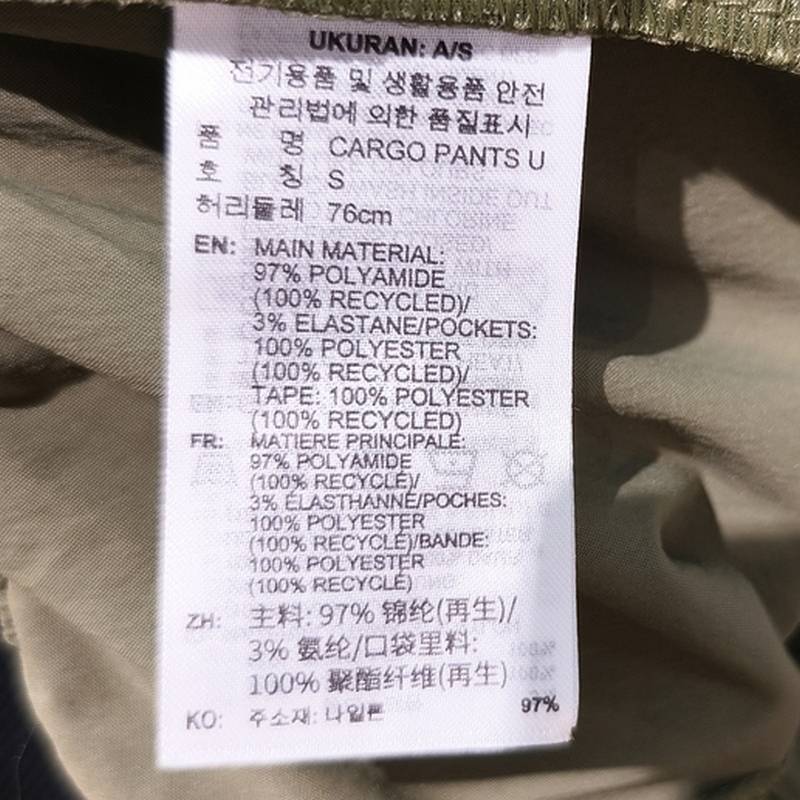 UKURAN: A/S
전기용품 및 생활용품 안전
관리법에 의한 품질표시
품 명 CARGO PANTS U
호 칭 S
허리둘레 76cm
EN: MAIN MATERIAL:
97% POLYAMIDE
(100% RECYCLED)/
3% ELASTANE/POCKETS:
100% POLYESTER
(100% RECYCLED)/
TAPE: 100% POLYESTER
(100% RECYCLED)
FR: MATIERE PRINCIPALE:
97% POLYAMIDE
(100% RECYCLÉ)/
3% ÉLASTHANNE/POCHES:
100% POLYESTER
(100% RECYCLÉ)/BANDE:
100% POLYESTER
(100% RECYCLÉ)
ZH: 主料: 97% 锦纶(再生)/
3% 氨纶/口袋里料:
100% 聚酯纤维(再生)
KO: 주소재: 나일론 97%